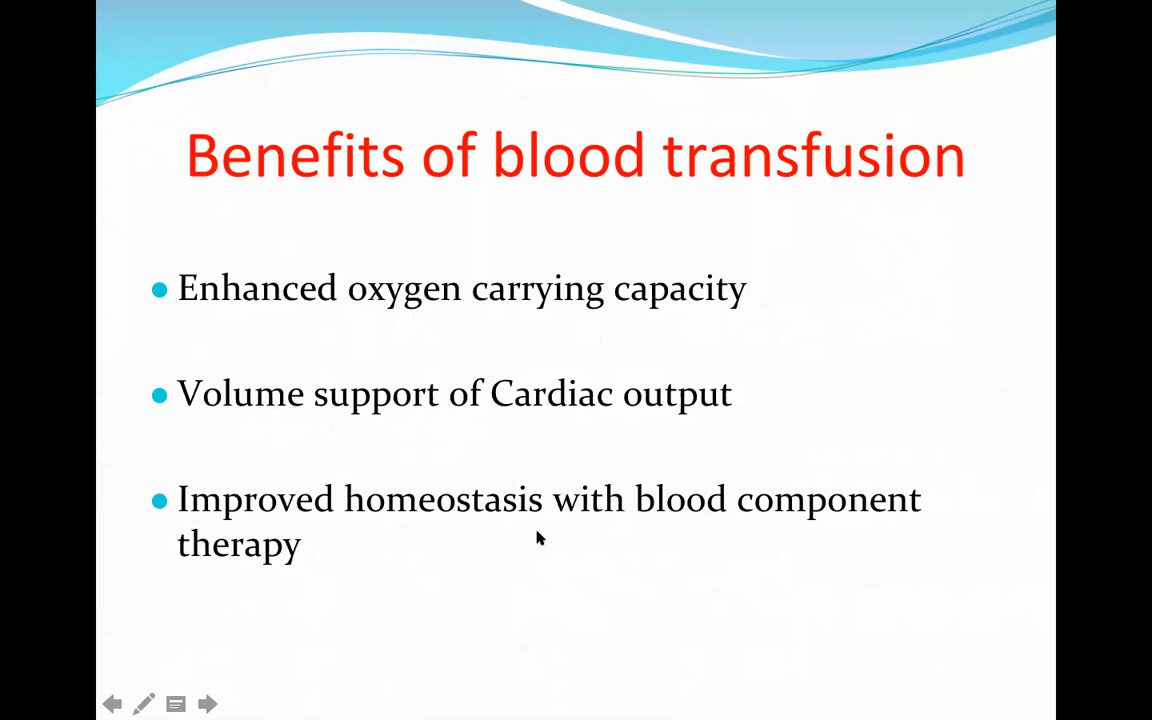 Benefits of blood transfusion
Enhanced oxygen carrying capacity
Volume support of Cardiac output
Improved homeostasis with blood component
therapy